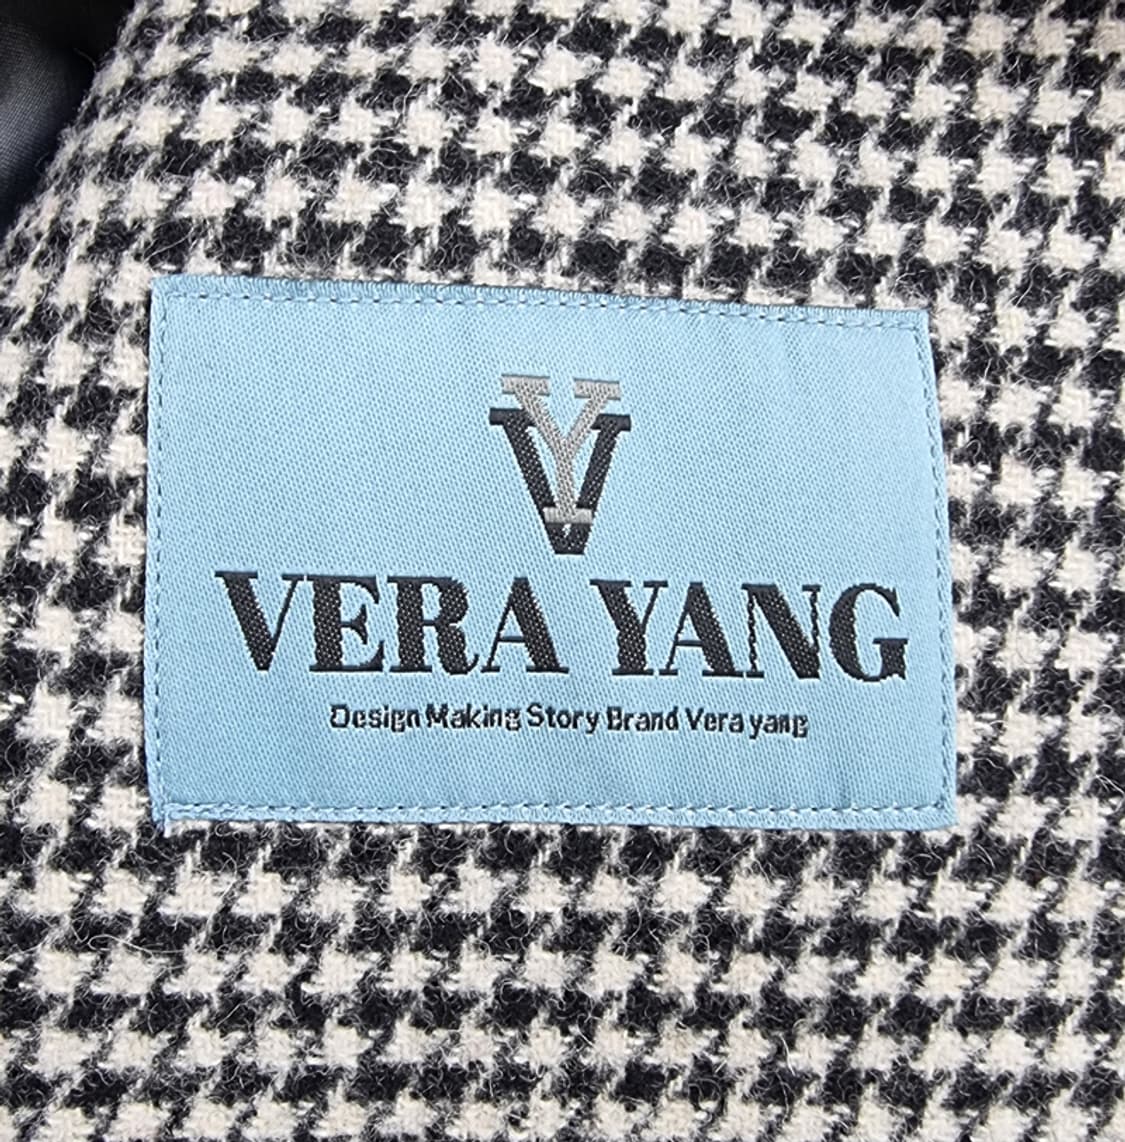 VY
VERA YANG
Design Making Story Brand Vera yang